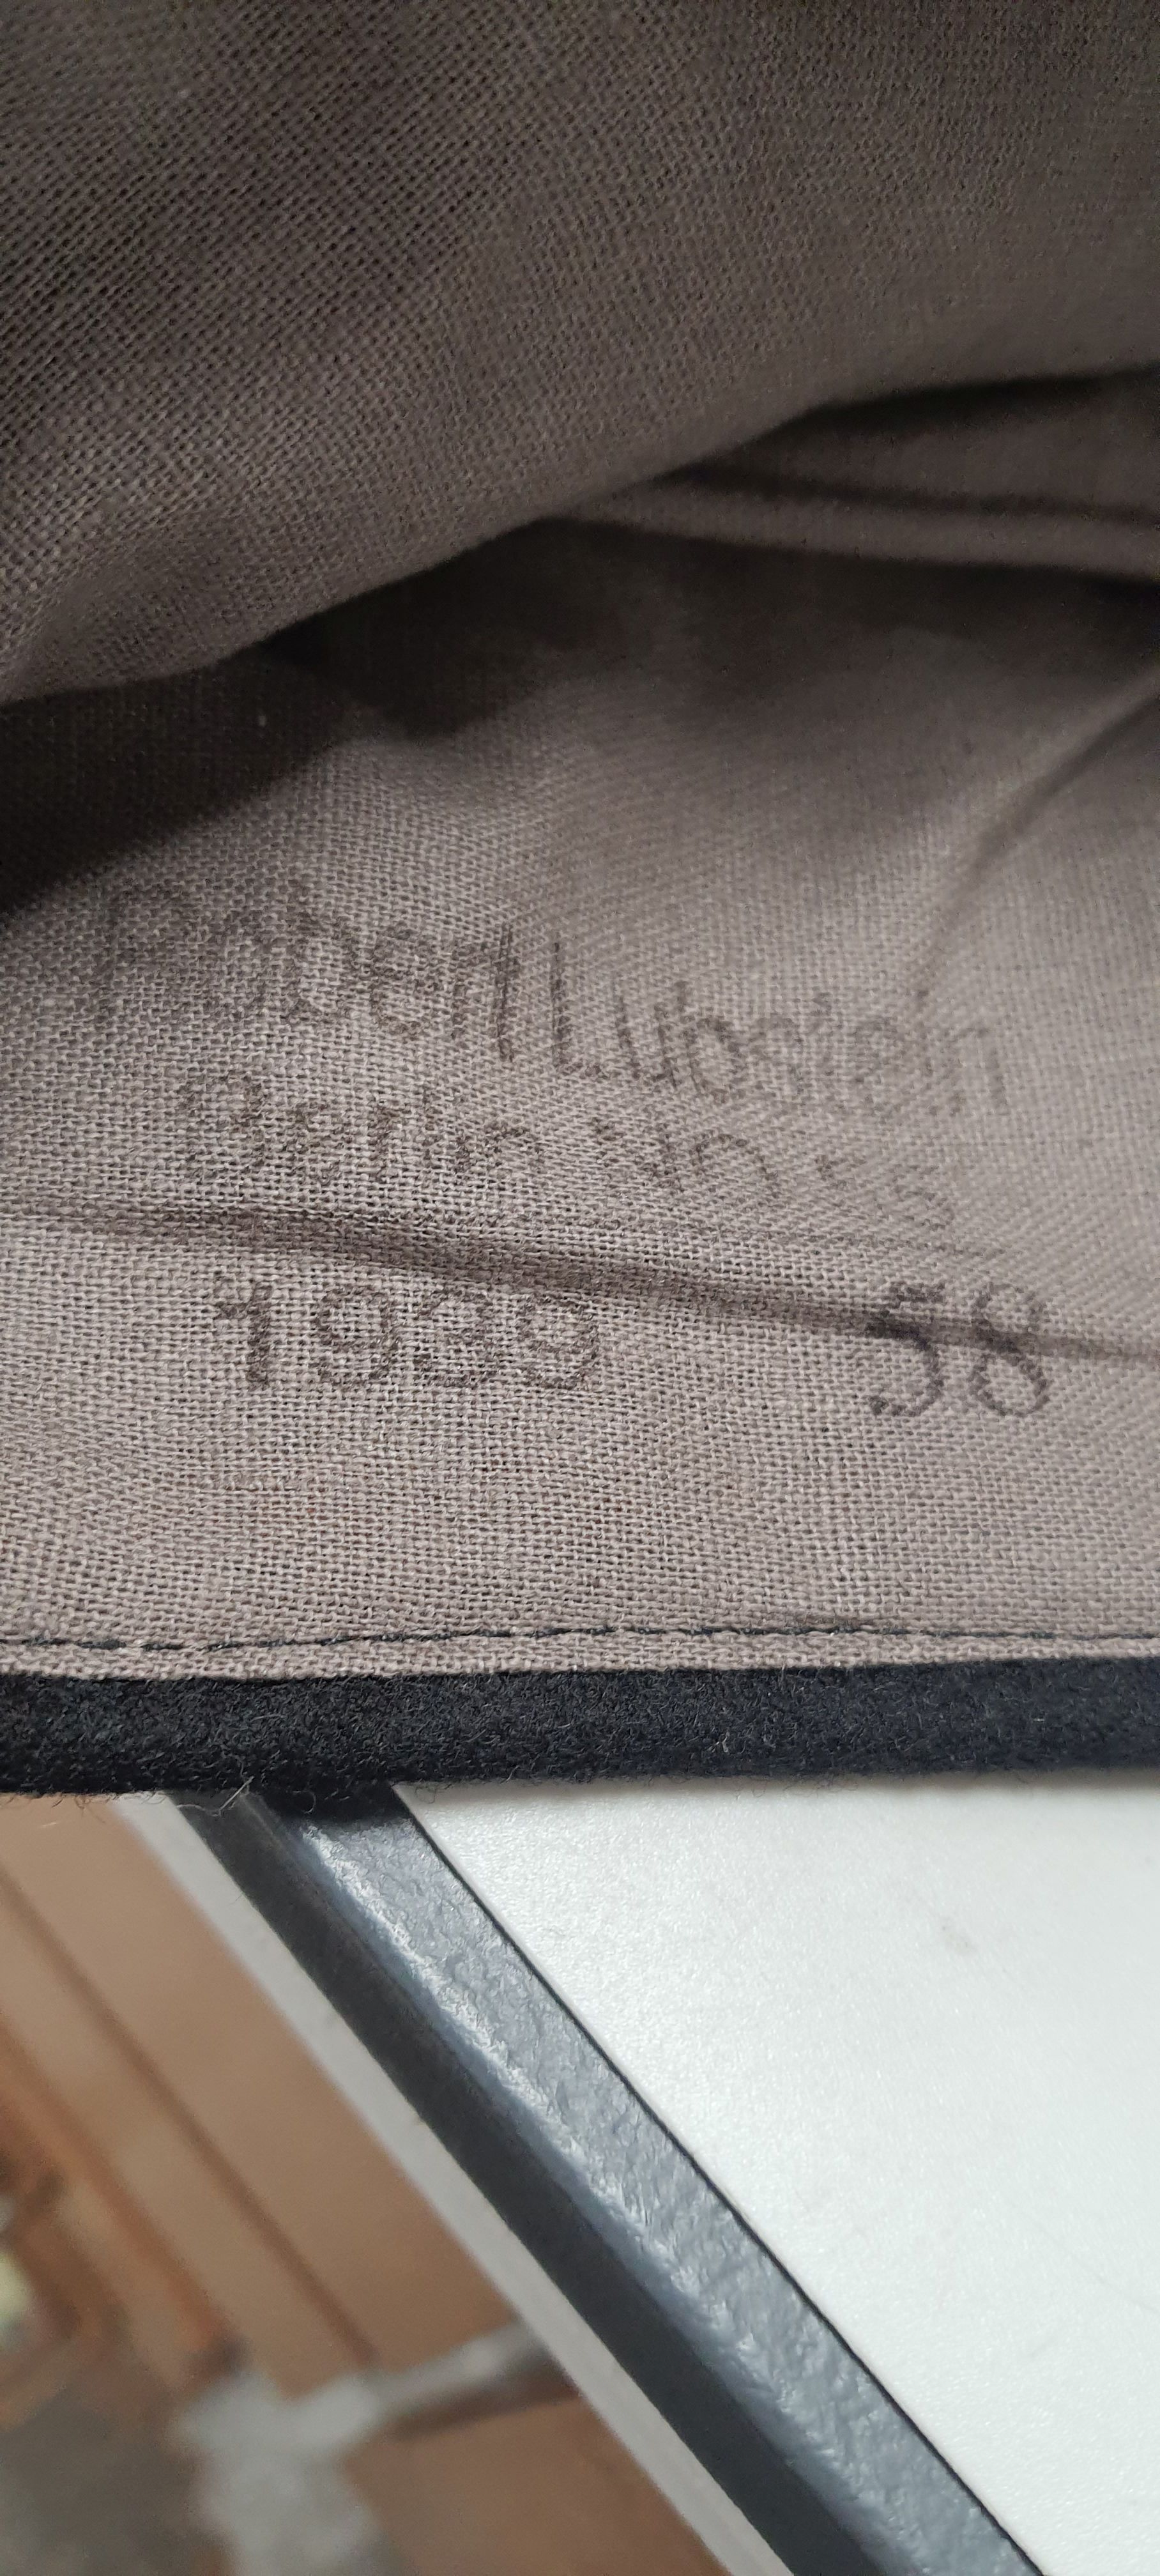 Robert Lubstein
Berlin
1939 58